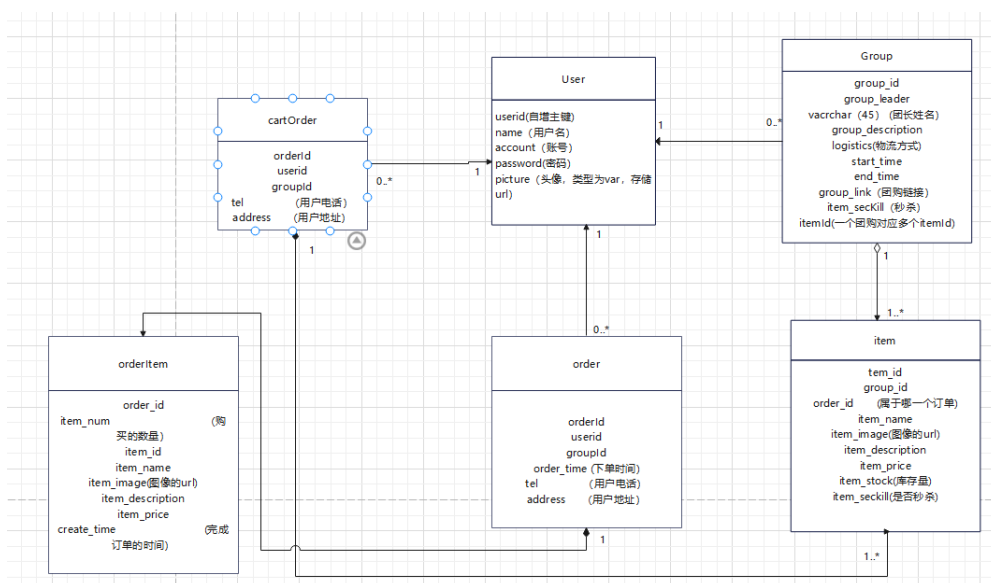 cartOrder
orderId
userid
groupId
tel (用户电话)
address (用户地址)
0..*
1
1
User
userid(自增主键)
name（用户名）
account（账号）
password(密码)
picture（头像，类型为var，存储
url)
1
0..*
1
Group
group_id
group_leader
vacrchar（45）(团长姓名)
group_description
logistics(物流方式)
start_time
end_time
group_link（团购链接）
item_secKill（秒杀）
itemId(一个团购对应多个itemId)
1
1..*
orderItem
order_id
item_num (购
买的数量)
item_id
item_name
item_image(图像的url)
item_description
item_price
create_time (完成
订单的时间)
0..*
order
orderId
userid
groupId
order_time (下单时间)
tel (用户电话)
address (用户地址)
1
item
tem_id
group_id
order_id (属于哪一个订单)
item_name
item_image(图像的url)
item_description
item_price
item_stock(库存量)
item_seckill(是否秒杀)
1..*